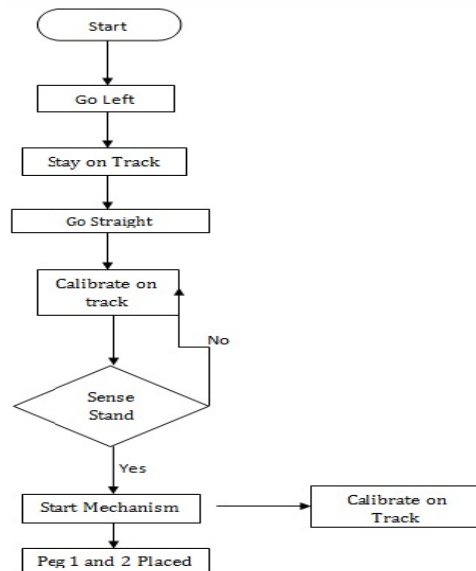 Start
Go Left
Stay on Track
Go Straight
Calibrate on
track
No
Sense
Stand
Yes
Start Mechanism
Calibrate on
Track
Peg 1 and 2 Placed